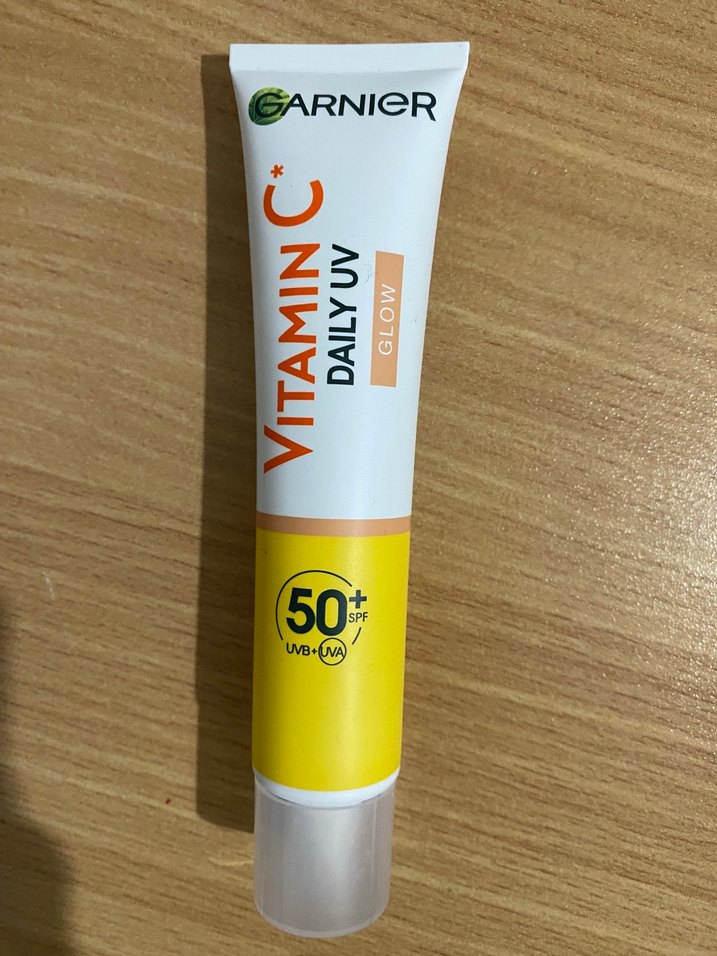 GARNIER
VITAMIN C*
DAILY UV
GLOW
50+
SPF
UVB+UVA